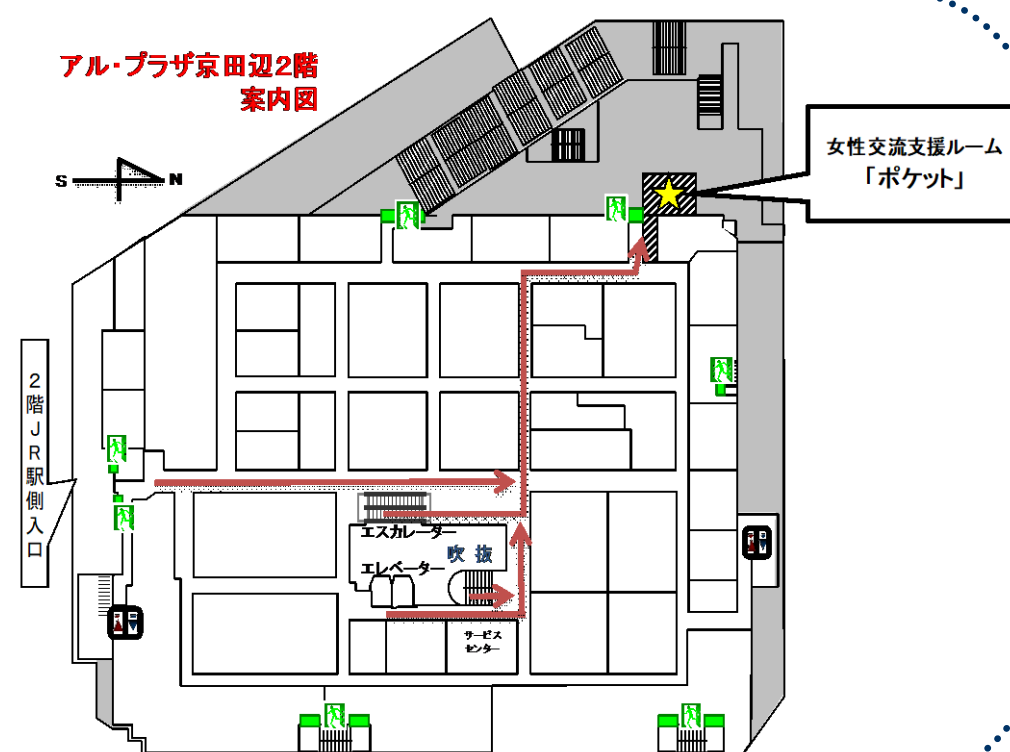 アル・プラザ京田辺2階
案内図
S N
女性交流支援ルーム
「ポケット」
2階JR駅側入口
エスカレーター
吹抜
エレベーター
サービス
センター